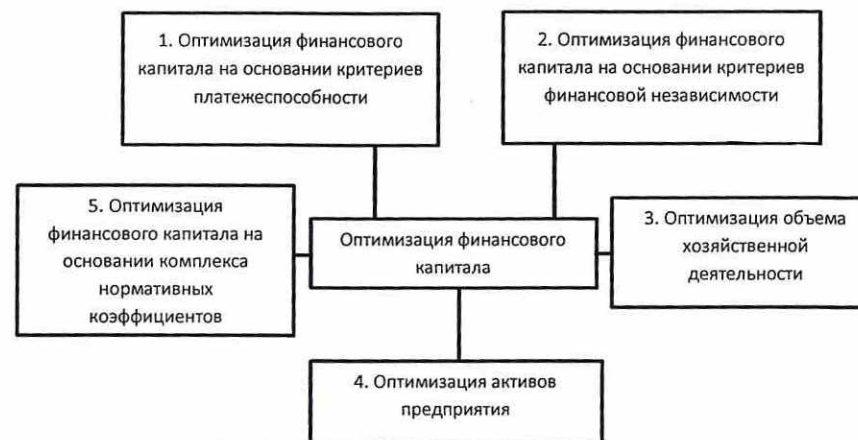 1. Оптимизация финансового
капитала на основании критериев
платежеспособности
2. Оптимизация финансового
капитала на основании критериев
финансовой независимости
5. Оптимизация
финансового капитала на
основании комплекса
нормативных
коэффициентов
Оптимизация финансового
капитала
3. Оптимизация объема
хозяйственной
деятельности
4. Оптимизация активов
предприятия